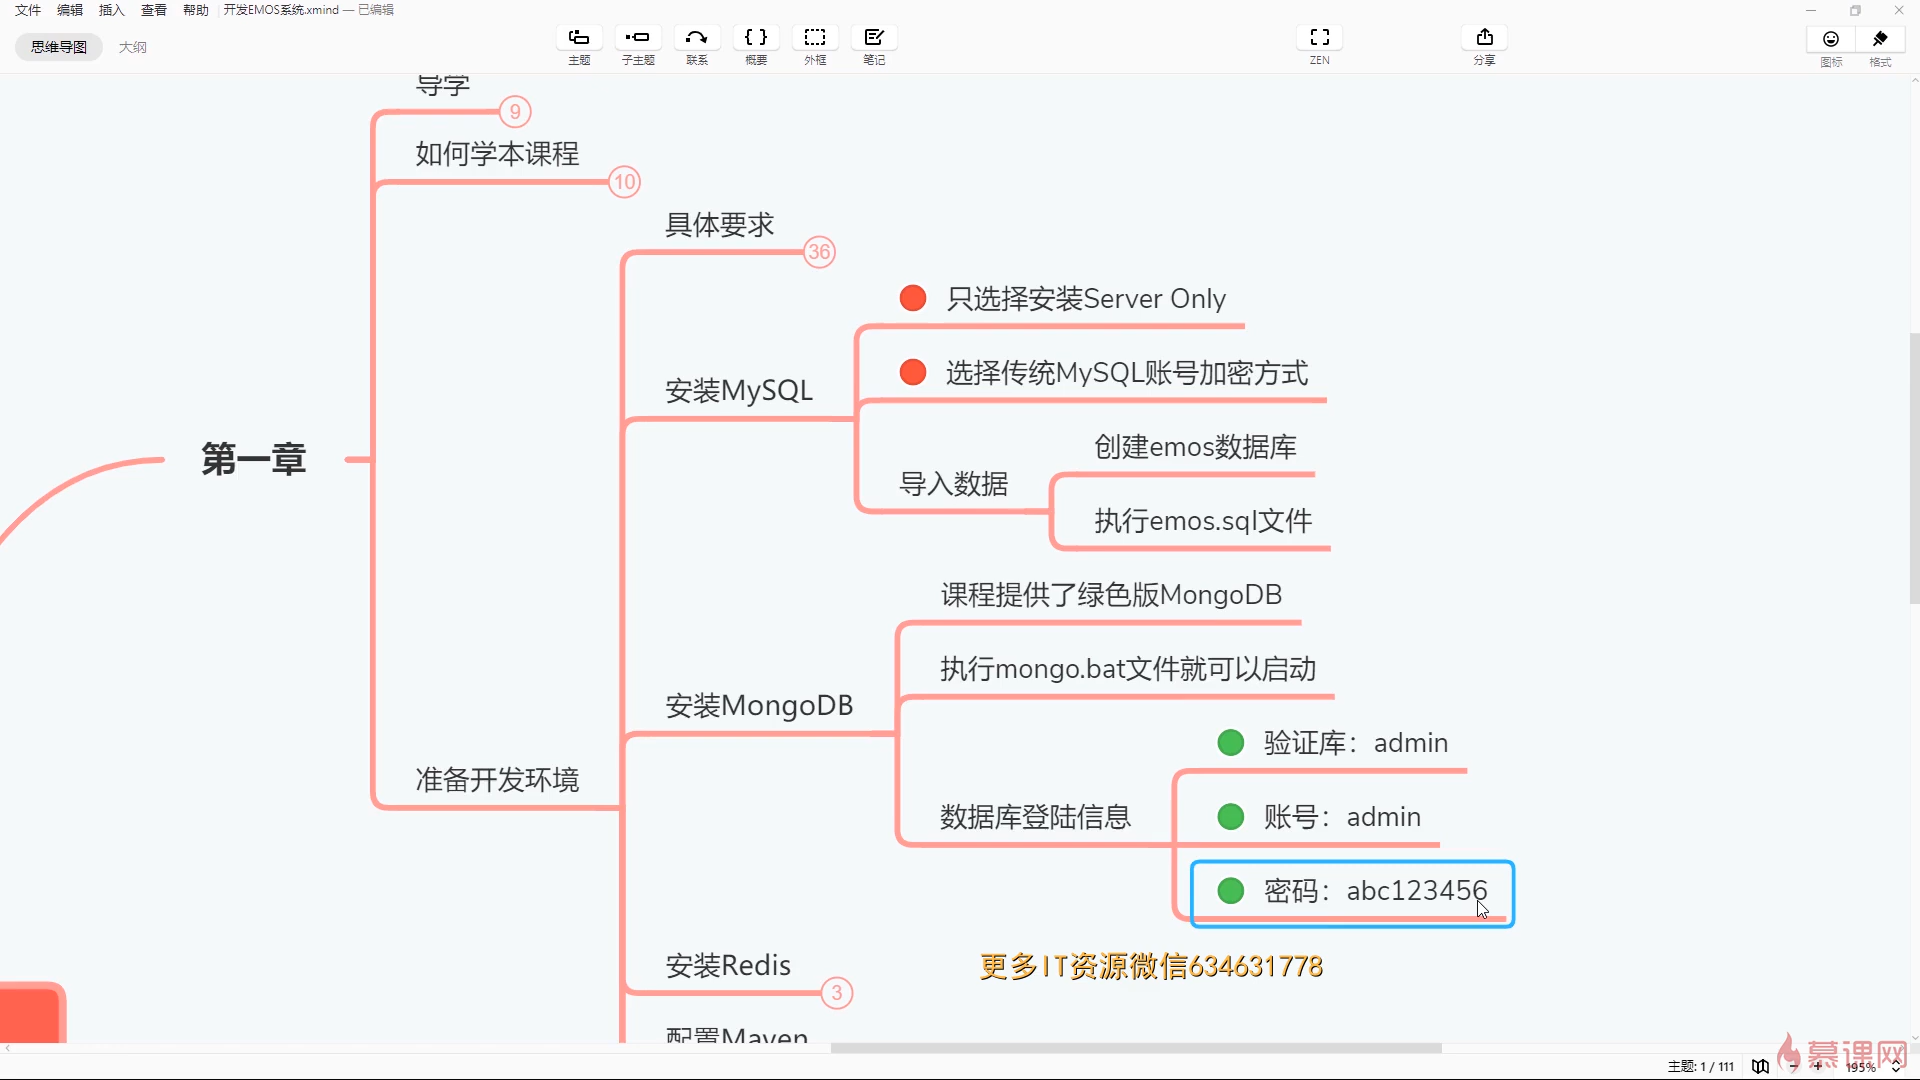 文件 编辑 插入 查看 帮助 开发EMOS系统.xmind — 已编辑
思维导图 大纲
主题 子主题 联系 概要 外框 笔记 ZEN 分享 图标 格式
导学
9
如何学本课程
10
具体要求
36
只选择安装Server Only
选择传统MySQL账号加密方式
安装MySQL
创建emos数据库
导入数据
执行emos.sql文件
第一章
课程提供了绿色版MongoDB
执行mongo.bat文件就可以启动
安装MongoDB
验证库：admin
准备开发环境
数据库登陆信息
账号：admin
密码：abc123456
安装Redis
3
更多IT资源微信634631778
配置Maven
主题: 1 / 111
195%
慕课网